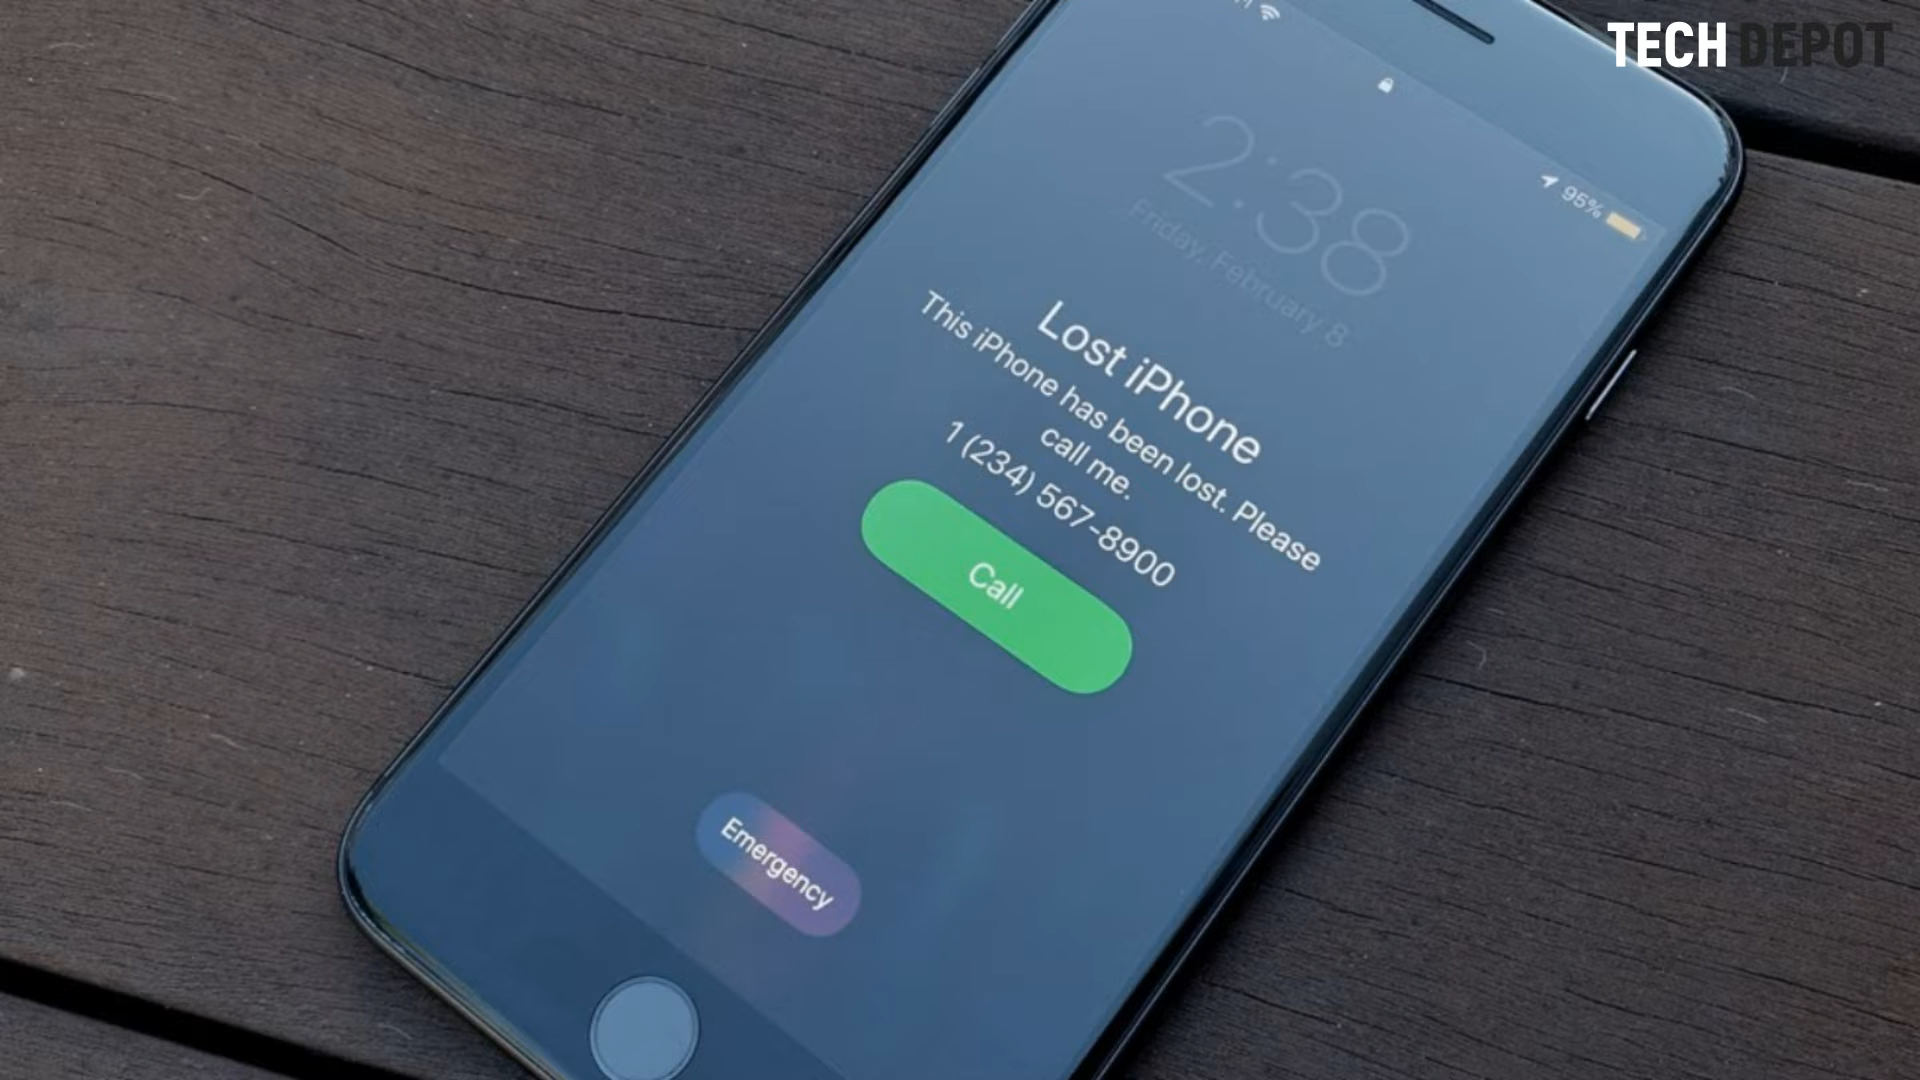 TECH DEPOT
2:38
Friday, February 8
95%
Lost iPhone
This iPhone has been lost. Please
call me.
1 (234) 567-8900
Call
Emergency